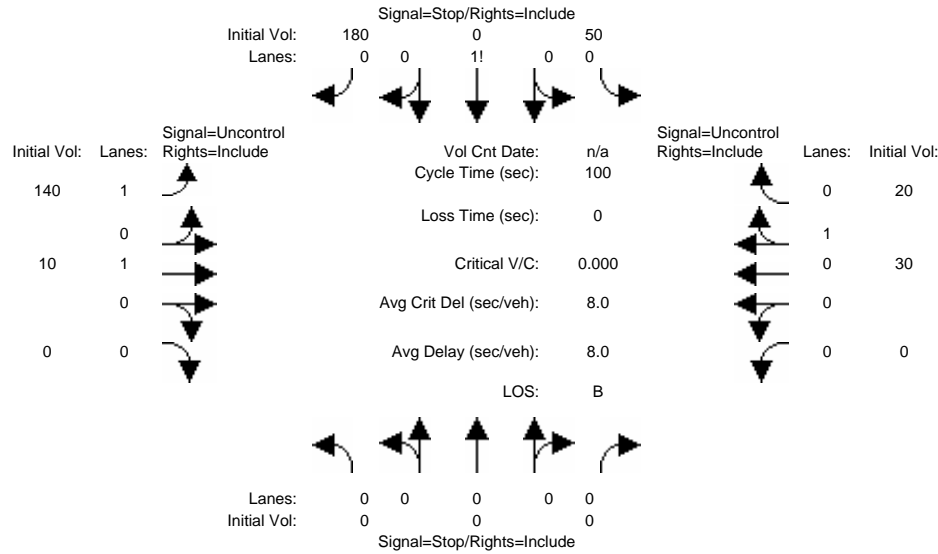 Signal=Stop/Rights=Include
Initial Vol: 180 0 50
Lanes: 0 0 1! 0 0
Signal=Uncontrol
Rights=Include
Initial Vol: Lanes:
Vol Cnt Date: n/a
Signal=Uncontrol
Rights=Include
Lanes: Initial Vol:
Cycle Time (sec): 100
140 1
0 20
Loss Time (sec): 0
0
1
10 1
Critical V/C: 0.000
0 30
0
Avg Crit Del (sec/veh): 8.0
0
0 0
Avg Delay (sec/veh): 8.0
0 0
LOS: B
Lanes: 0 0 0 0 0
Initial Vol: 0 0 0
Signal=Stop/Rights=Include